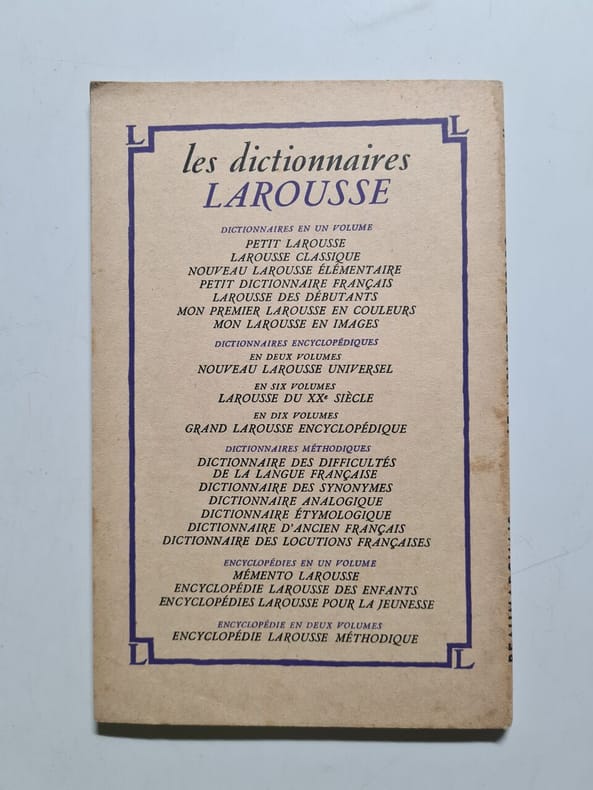 L L
les dictionnaires
LAROUSSE
DICTIONNAIRES EN UN VOLUME
PETIT LAROUSSE
LAROUSSE CLASSIQUE
NOUVEAU LAROUSSE ÉLÉMENTAIRE
PETIT DICTIONNAIRE FRANÇAIS
LAROUSSE DES DÉBUTANTS
MON PREMIER LAROUSSE EN COULEURS
MON LAROUSSE EN IMAGES
DICTIONNAIRES ENCYCLOPÉDIQUES
EN DEUX VOLUMES
NOUVEAU LAROUSSE UNIVERSEL
EN SIX VOLUMES
LAROUSSE DU XXe SIÈCLE
EN DIX VOLUMES
GRAND LAROUSSE ENCYCLOPÉDIQUE
DICTIONNAIRES MÉTHODIQUES
DICTIONNAIRE DES DIFFICULTÉS
DE LA LANGUE FRANÇAISE
DICTIONNAIRE DES SYNONYMES
DICTIONNAIRE ANALOGIQUE
DICTIONNAIRE ÉTYMOLOGIQUE
DICTIONNAIRE D'ANCIEN FRANÇAIS
DICTIONNAIRE DES LOCUTIONS FRANÇAISES
ENCYCLOPÉDIES EN UN VOLUME
MÉMENTO LAROUSSE
ENCYCLOPÉDIE LAROUSSE DES ENFANTS
ENCYCLOPÉDIES LAROUSSE POUR LA JEUNESSE
ENCYCLOPÉDIE EN DEUX VOLUMES
ENCYCLOPÉDIE LAROUSSE MÉTHODIQUE
L L